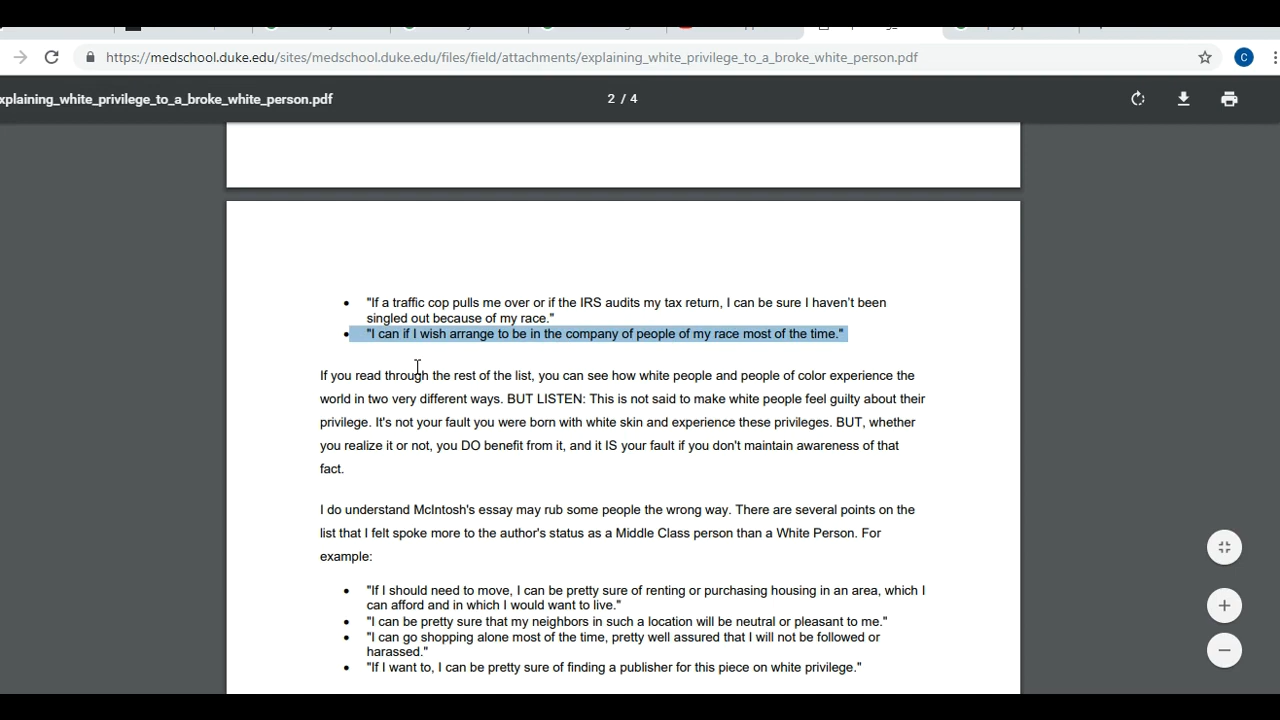 https://medschool.duke.edu/sites/medschool.duke.edu/files/field/attachments/explaining_white_privilege_to_a_broke_white_person.pdf
C
xplaining_white_privilege_to_a_broke_white_person.pdf
2 / 4
• "If a traffic cop pulls me over or if the IRS audits my tax return, I can be sure I haven't been
singled out because of my race."
• "I can if I wish arrange to be in the company of people of my race most of the time."
If you read through the rest of the list, you can see how white people and people of color experience the
world in two very different ways. BUT LISTEN: This is not said to make white people feel guilty about their
privilege. It's not your fault you were born with white skin and experience these privileges. BUT, whether
you realize it or not, you DO benefit from it, and it IS your fault if you don't maintain awareness of that
fact.
I do understand McIntosh's essay may rub some people the wrong way. There are several points on the
list that I felt spoke more to the author's status as a Middle Class person than a White Person. For
example:
• "If I should need to move, I can be pretty sure of renting or purchasing housing in an area, which I
can afford and in which I would want to live."
• "I can be pretty sure that my neighbors in such a location will be neutral or pleasant to me."
• "I can go shopping alone most of the time, pretty well assured that I will not be followed or
harassed."
• "If I want to, I can be pretty sure of finding a publisher for this piece on white privilege."